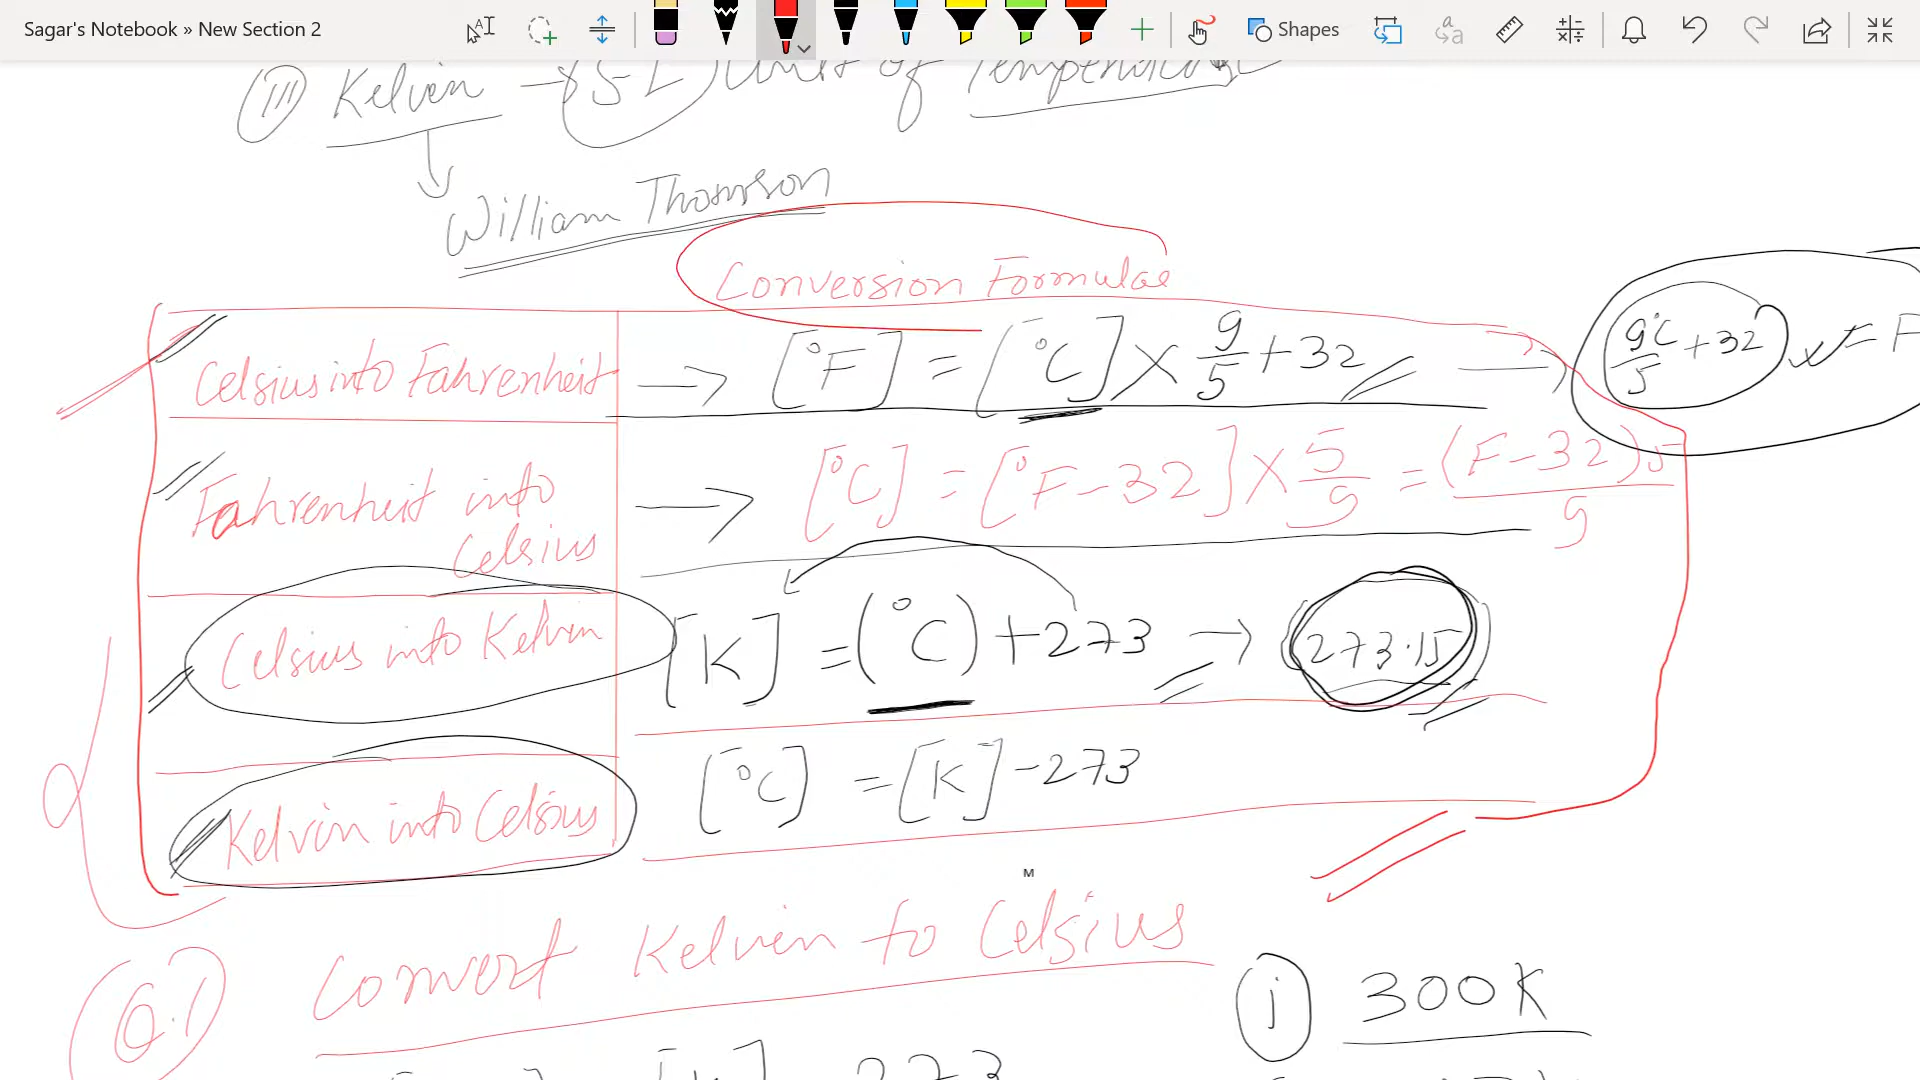 Sagar's Notebook » New Section 2
Shapes
(III) Kelvin → (S I) Unit of Temperature
William Thomson
Conversion Formulae
Celsius into Fahrenheit → [°F] = [°C] × 9/5 + 32 → (9°C/5 + 32) = F
Fahrenheit into Celsius → [°C] = [°F - 32] × 5/9 = (F - 32)5/9
Celsius into Kelvin [K] = (°C) + 273 → (273.15)
Kelvin into Celsius [°C] = [K] - 273
M
Q.1 Convert Kelvin to Celsius
(i) 300K
[K] 273